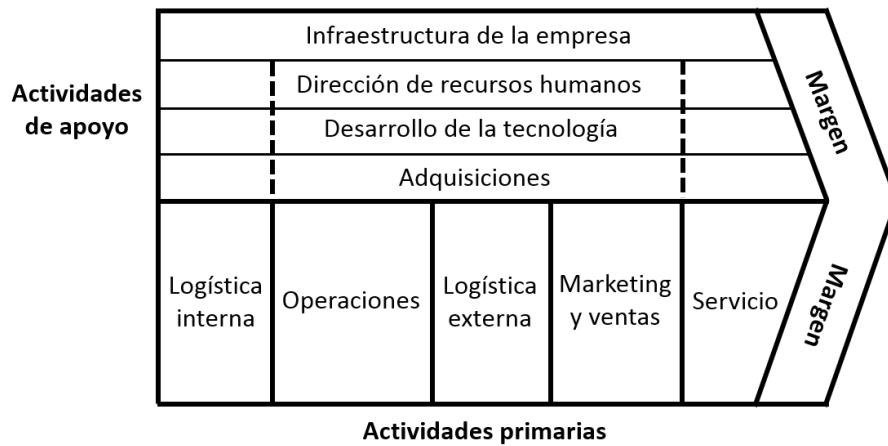 Infraestructura de la empresa
Actividades
de apoyo
Dirección de recursos humanos
Desarrollo de la tecnología
Adquisiciones
Margen
Logística
interna
Operaciones
Logística
externa
Marketing
y ventas
Servicio
Margen
Actividades primarias